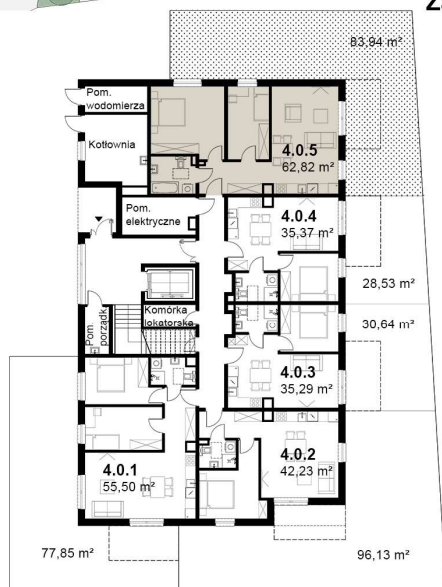 83,94 m²
Pom.
wodomierza
Kotłownia
4.0.5
62,82 m²
Pom.
elektryczne
4.0.4
35,37 m²
28,53 m²
Komórka
lokatorska
Pom.
porządk.
30,64 m²
4.0.3
35,29 m²
4.0.2
42,23 m²
4.0.1
55,50 m²
77,85 m²
96,13 m²